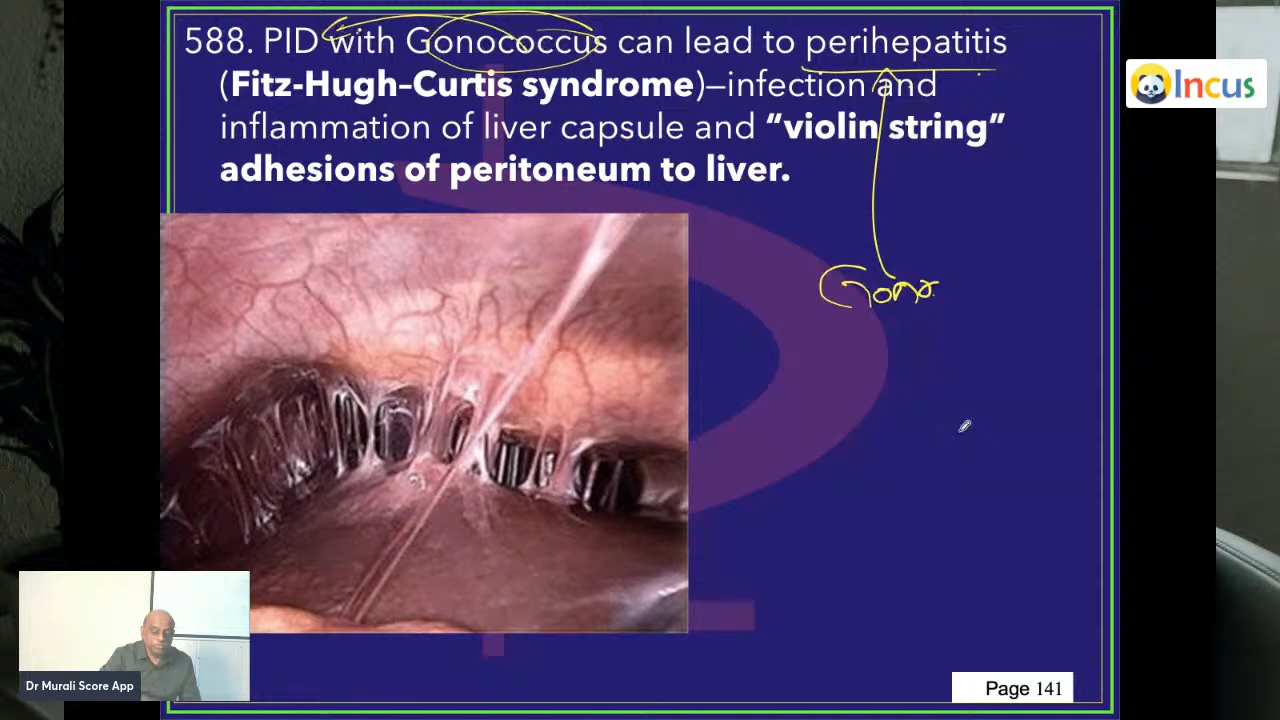 588. PID with Gonococcus can lead to perihepatitis
(Fitz-Hugh–Curtis syndrome)—infection and
inflammation of liver capsule and “violin string”
adhesions of peritoneum to liver.
Incus
Gono
Dr Murali Score App
Page 141